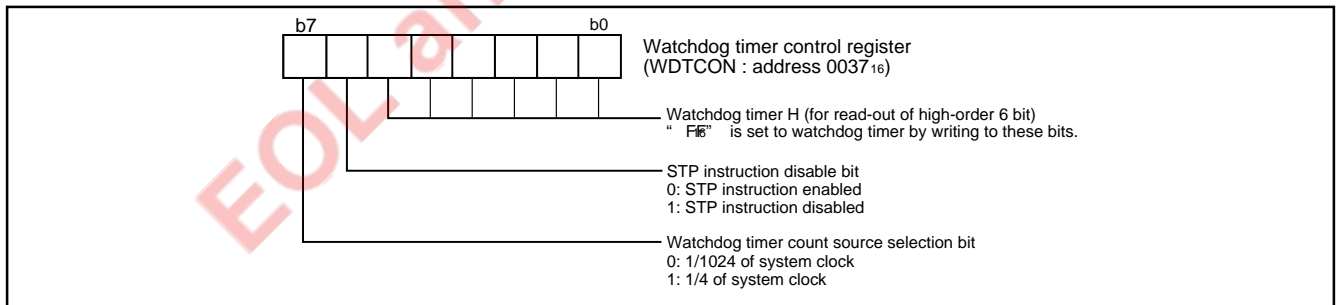 b7 b0
Watchdog timer control register
(WDTCON : address 003716)
Watchdog timer H (for read-out of high-order 6 bit)
“ ” is set to watchdog timer by writing to these bits.
STP instruction disable bit
0: STP instruction enabled
1: STP instruction disabled
Watchdog timer count source selection bit
0: 1/1024 of system clock
1: 1/4 of system clock
EOL